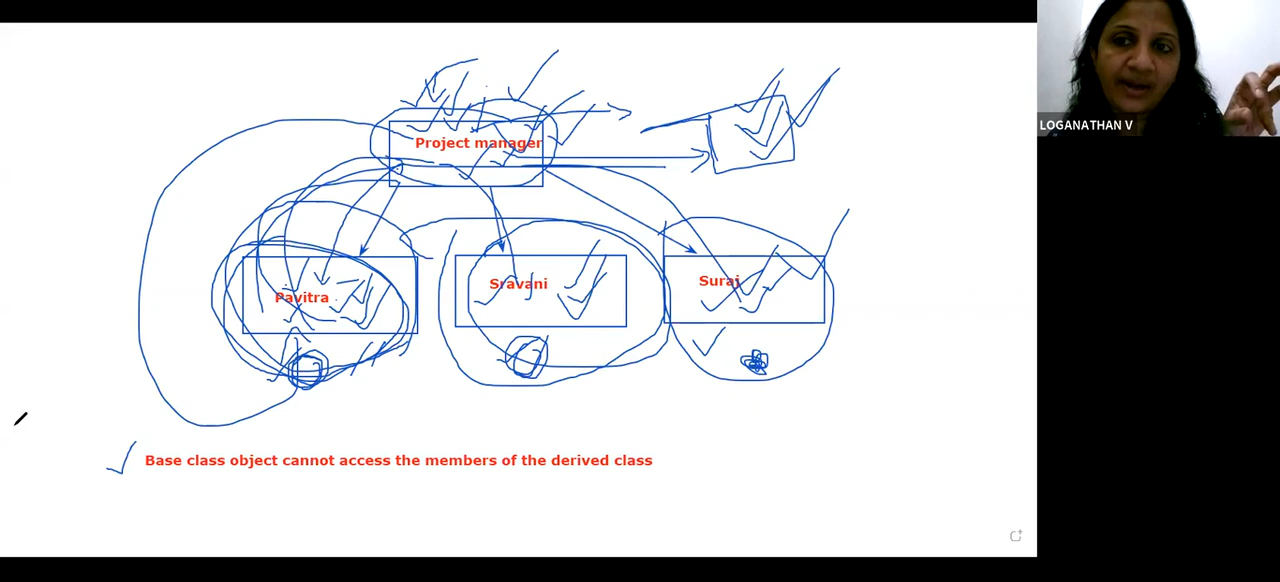 LOGANATHAN V
Project manager
Pavitra
Sravani
Suraj
Base class object cannot access the members of the derived class